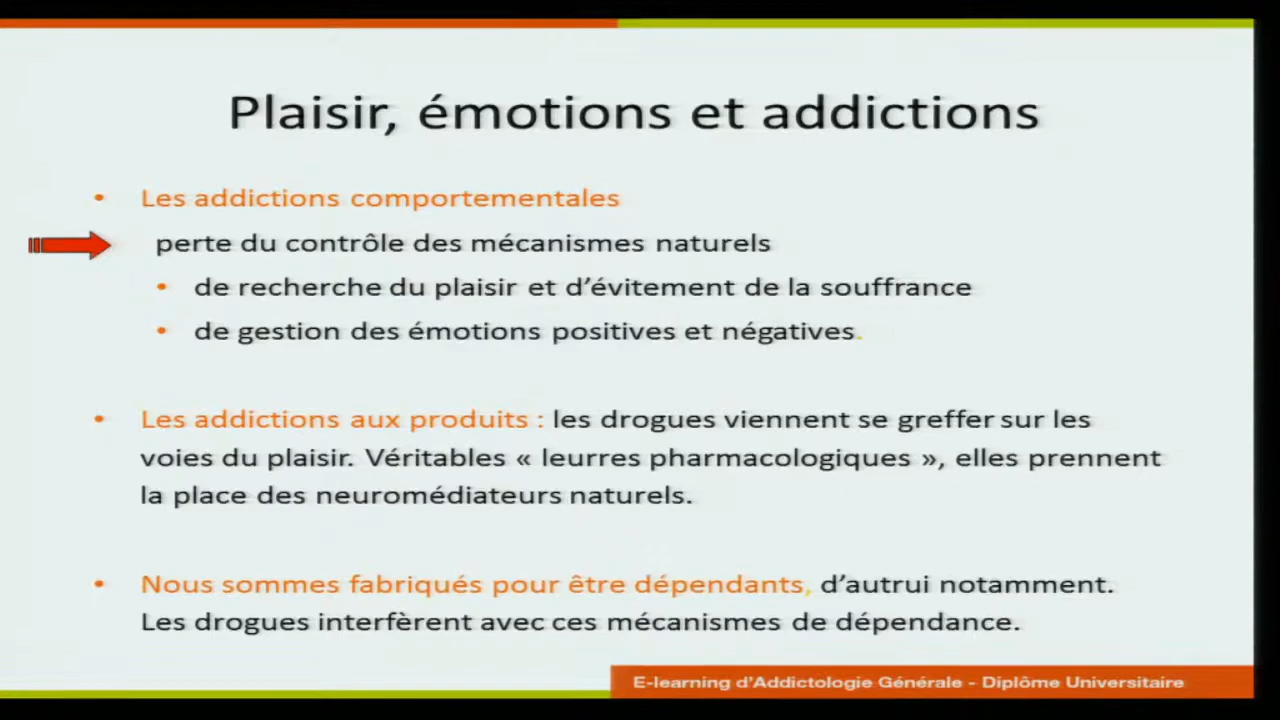 Plaisir, émotions et addictions
• Les addictions comportementales
perte du contrôle des mécanismes naturels
• de recherche du plaisir et d’évitement de la souffrance
• de gestion des émotions positives et négatives.
• Les addictions aux produits : les drogues viennent se greffer sur les
voies du plaisir. Véritables « leurres pharmacologiques », elles prennent
la place des neuromédiateurs naturels.
• Nous sommes fabriqués pour être dépendants, d’autrui notamment.
Les drogues interfèrent avec ces mécanismes de dépendance.
E-learning d'Addictologie Générale - Diplôme Universitaire